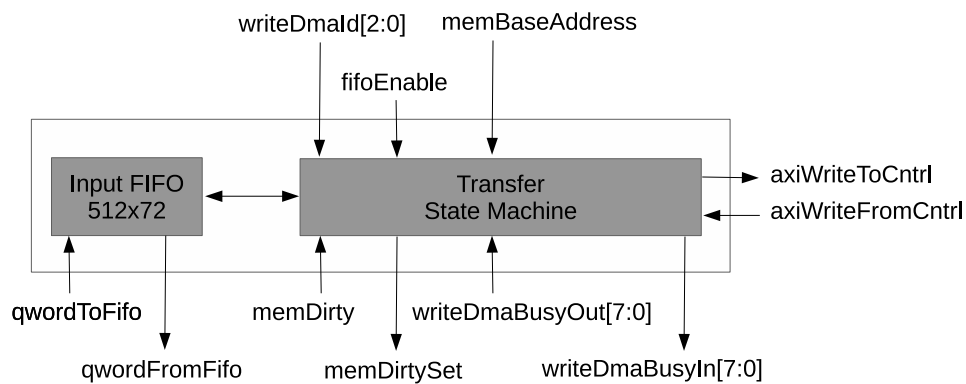 writeDmaId[2:0]
memBaseAddress
fifoEnable
Input FIFO
512x72
Transfer
State Machine
axiWriteToCntrl
axiWriteFromCntrl
qwordToFifo
memDirty
writeDmaBusyOut[7:0]
qwordFromFifo
memDirtySet
writeDmaBusyIn[7:0]